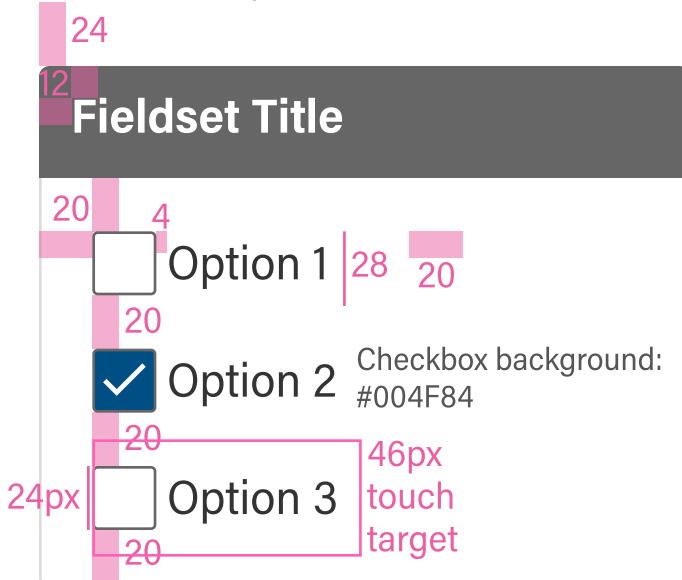 24
12
Fieldset Title
20
4
Option 1
28
20
20
Option 2
Checkbox background:
#004F84
20
46px
touch
target
24px
Option 3
20